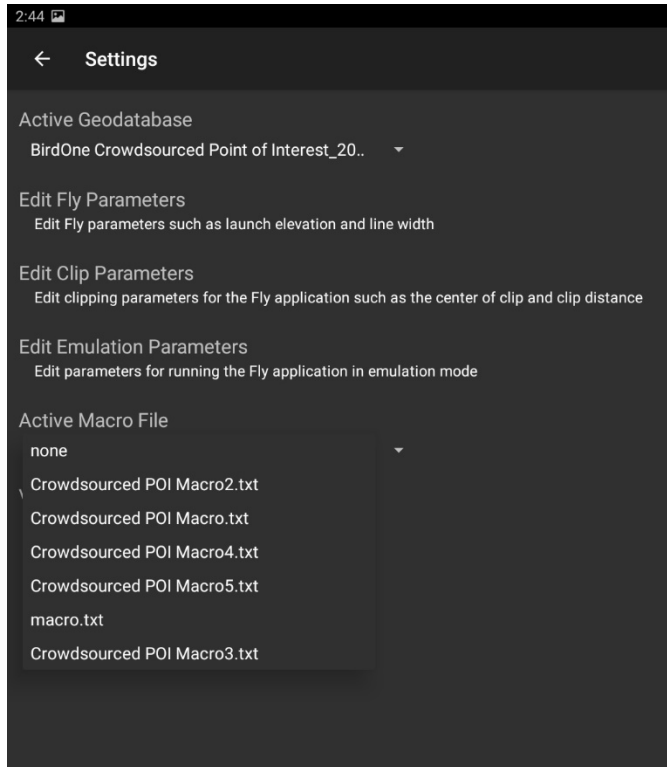 2:44
Settings
Active Geodatabase
BirdOne Crowdsourced Point of Interest_20..
Edit Fly Parameters
Edit Fly parameters such as launch elevation and line width
Edit Clip Parameters
Edit clipping parameters for the Fly application such as the center of clip and clip distance
Edit Emulation Parameters
Edit parameters for running the Fly application in emulation mode
Active Macro File
none
Crowdsourced POI Macro2.txt
Crowdsourced POI Macro.txt
Crowdsourced POI Macro4.txt
Crowdsourced POI Macro5.txt
macro.txt
Crowdsourced POI Macro3.txt